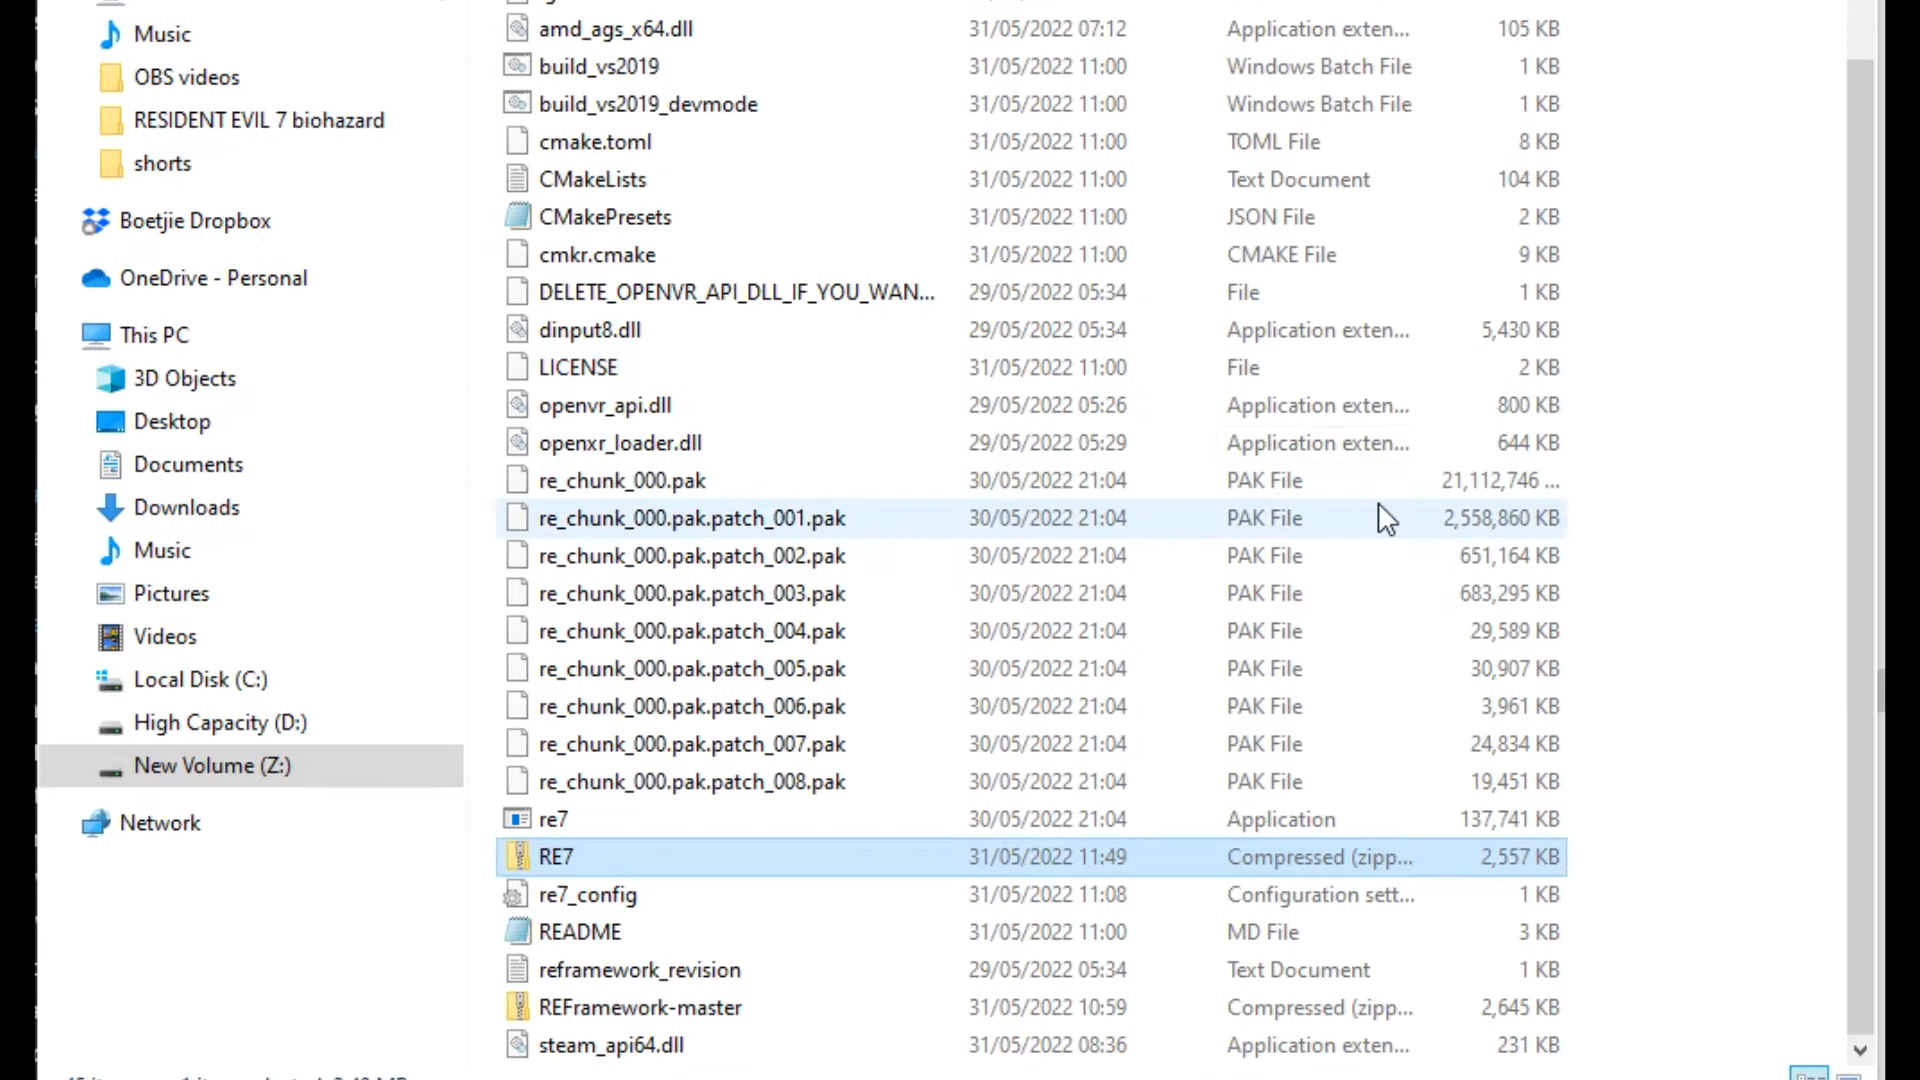 Music
OBS videos
RESIDENT EVIL 7 biohazard
shorts
Boetjie Dropbox
OneDrive - Personal
This PC
3D Objects
Desktop
Documents
Downloads
Music
Pictures
Videos
Local Disk (C:)
High Capacity (D:)
New Volume (Z:)
Network
amd_ags_x64.dll 31/05/2022 07:12 Application exten... 105 KB
build_vs2019 31/05/2022 11:00 Windows Batch File 1 KB
build_vs2019_devmode 31/05/2022 11:00 Windows Batch File 1 KB
cmake.toml 31/05/2022 11:00 TOML File 8 KB
CMakeLists 31/05/2022 11:00 Text Document 104 KB
CMakePresets 31/05/2022 11:00 JSON File 2 KB
cmkr.cmake 31/05/2022 11:00 CMAKE File 9 KB
DELETE_OPENVR_API_DLL_IF_YOU_WAN... 29/05/2022 05:34 File 1 KB
dinput8.dll 29/05/2022 05:34 Application exten... 5,430 KB
LICENSE 31/05/2022 11:00 File 2 KB
openvr_api.dll 29/05/2022 05:26 Application exten... 800 KB
openxr_loader.dll 29/05/2022 05:29 Application exten... 644 KB
re_chunk_000.pak 30/05/2022 21:04 PAK File 21,112,746 ...
re_chunk_000.pak.patch_001.pak 30/05/2022 21:04 PAK File 2,558,860 KB
re_chunk_000.pak.patch_002.pak 30/05/2022 21:04 PAK File 651,164 KB
re_chunk_000.pak.patch_003.pak 30/05/2022 21:04 PAK File 683,295 KB
re_chunk_000.pak.patch_004.pak 30/05/2022 21:04 PAK File 29,589 KB
re_chunk_000.pak.patch_005.pak 30/05/2022 21:04 PAK File 30,907 KB
re_chunk_000.pak.patch_006.pak 30/05/2022 21:04 PAK File 3,961 KB
re_chunk_000.pak.patch_007.pak 30/05/2022 21:04 PAK File 24,834 KB
re_chunk_000.pak.patch_008.pak 30/05/2022 21:04 PAK File 19,451 KB
re7 30/05/2022 21:04 Application 137,741 KB
RE7 31/05/2022 11:49 Compressed (zipp... 2,557 KB
re7_config 31/05/2022 11:08 Configuration sett... 1 KB
README 31/05/2022 11:00 MD File 3 KB
reframework_revision 29/05/2022 05:34 Text Document 1 KB
REFramework-master 31/05/2022 10:59 Compressed (zipp... 2,645 KB
steam_api64.dll 31/05/2022 08:36 Application exten... 231 KB